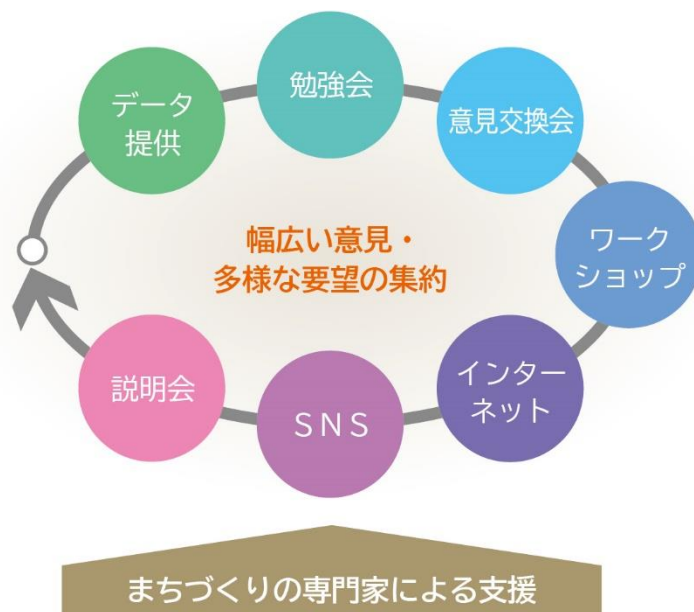 データ
提供
勉強会
意見交換会
ワーク
ショップ
インター
ネット
ＳＮＳ
説明会
幅広い意見・
多様な要望の集約
まちづくりの専門家による支援